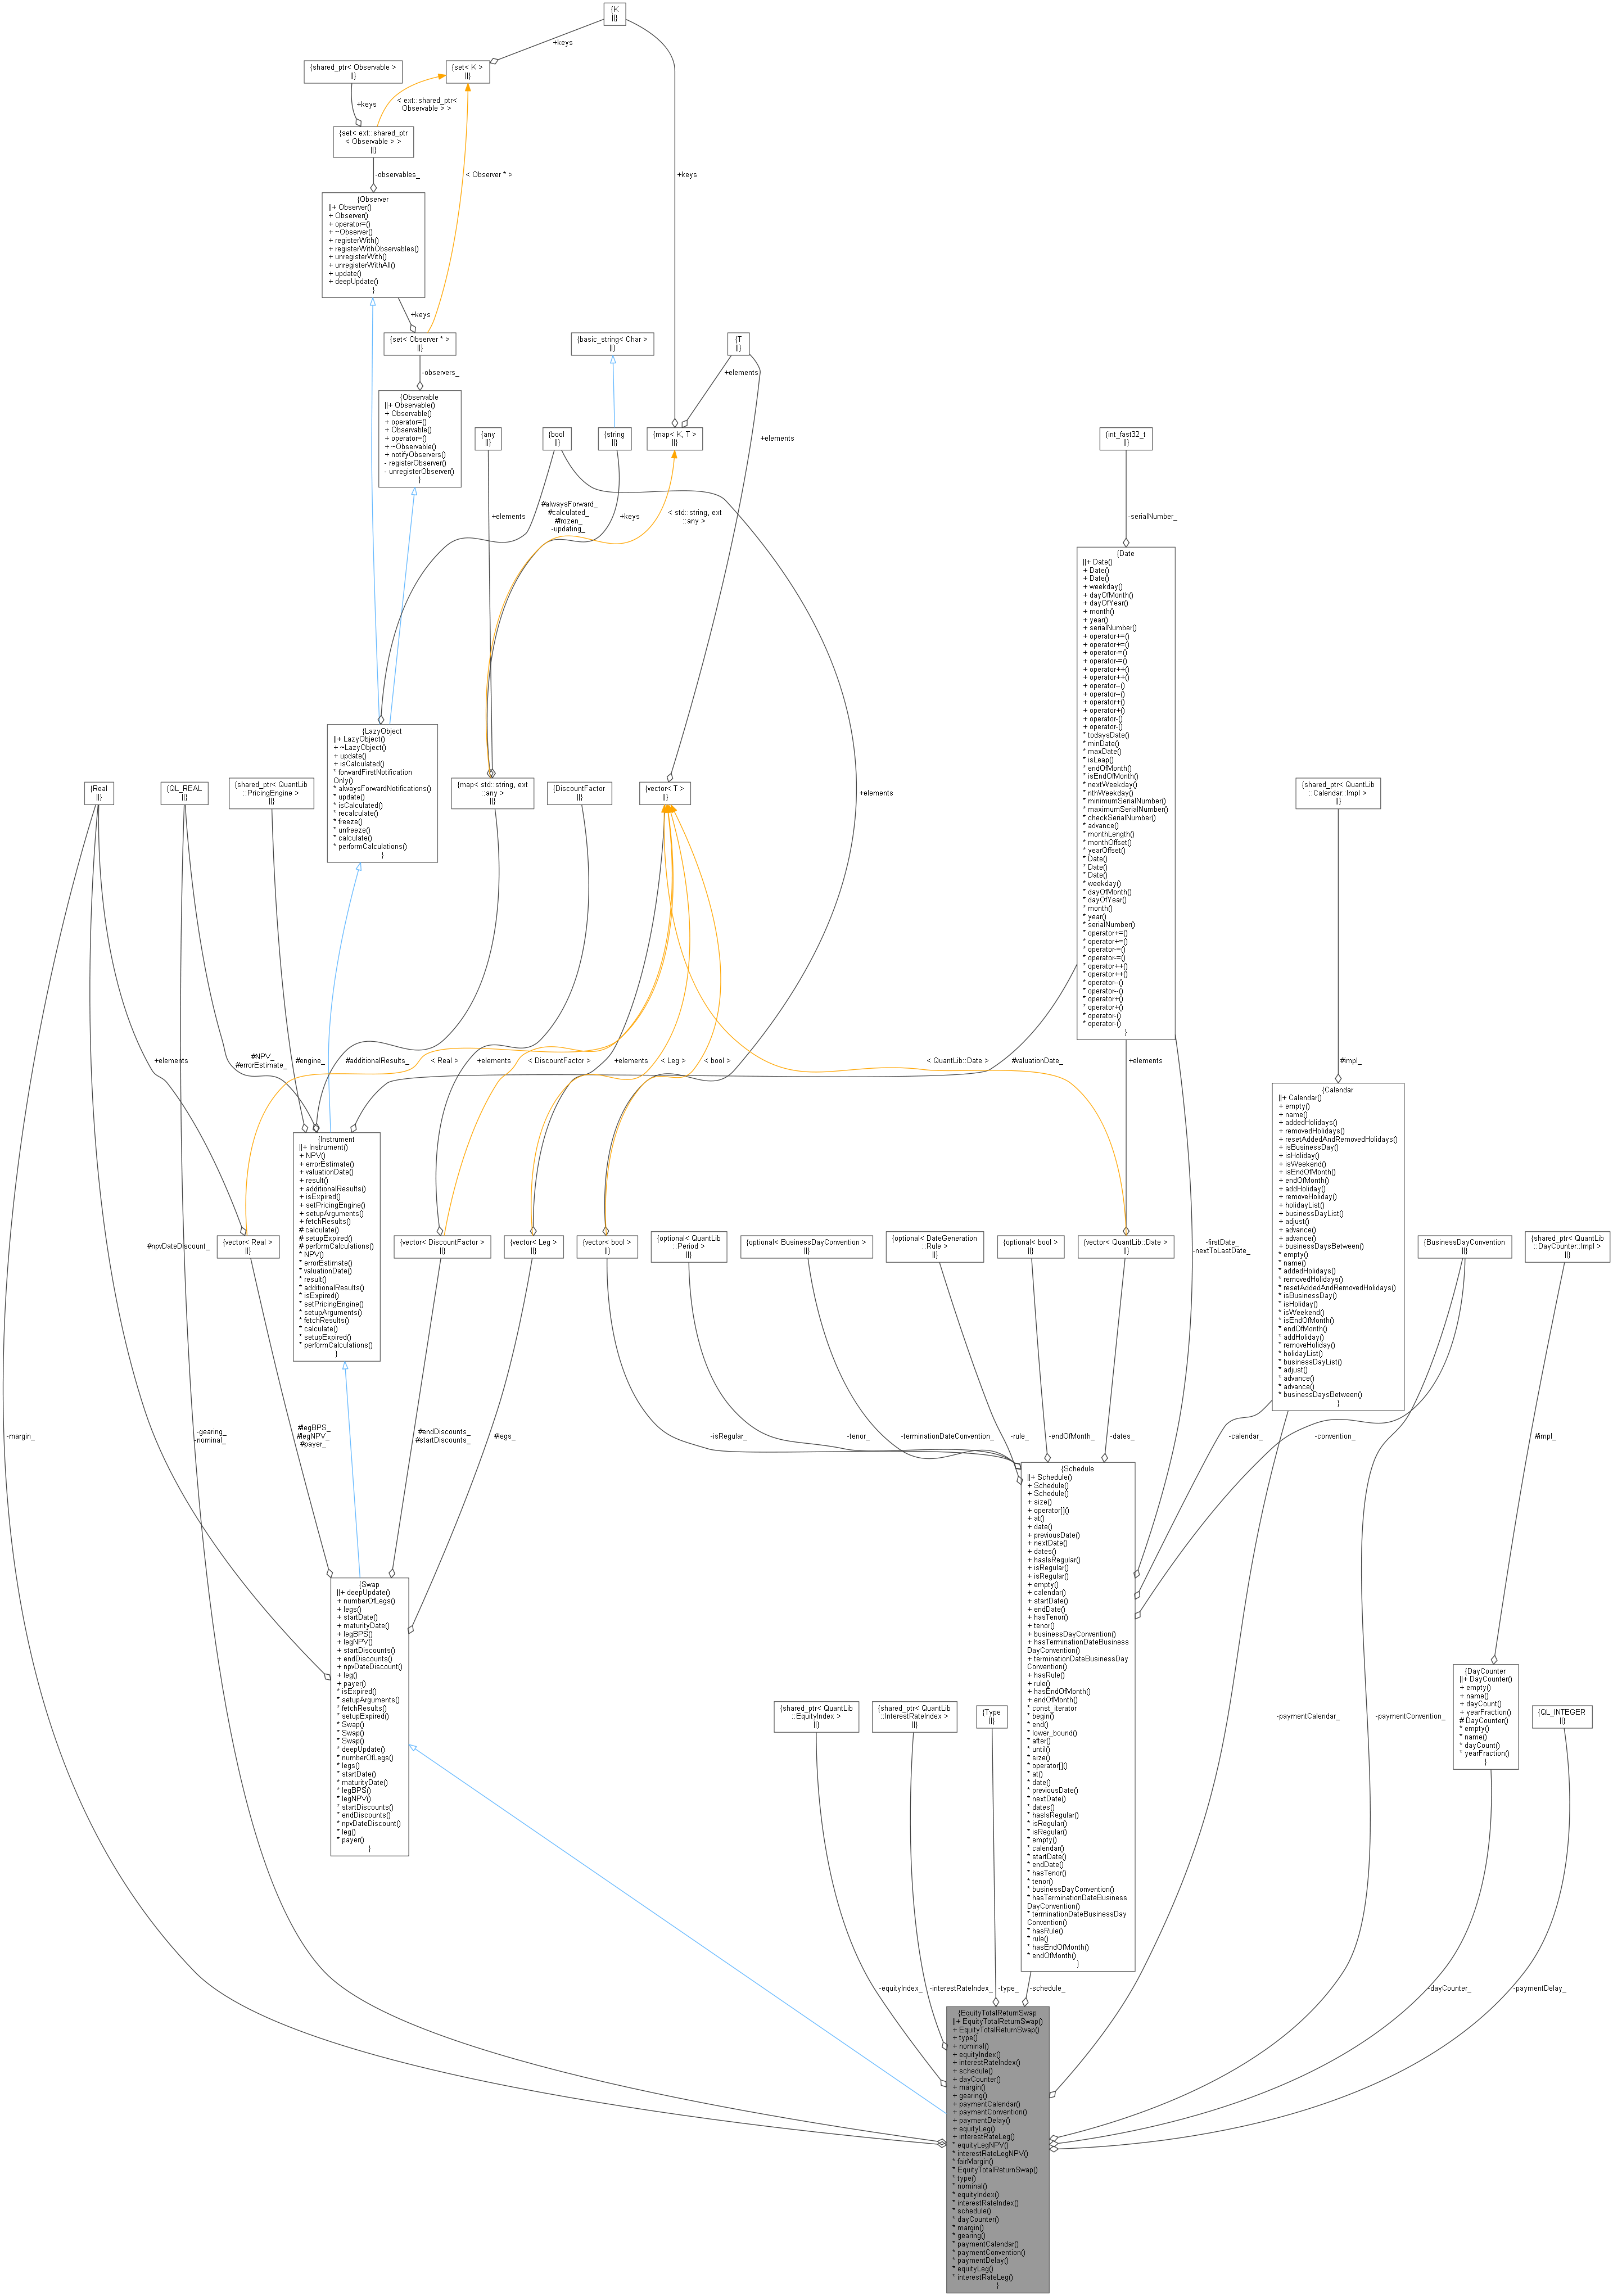 {K
||}
+keys
{shared_ptr< Observable >
||}
{set< K >
||}
+keys
< ext::shared_ptr<
Observable > >
{set< ext::shared_ptr
< Observable > >
||}
-observables_
< Observer * >
+keys
{Observer
||+ Observer()
+ Observer()
+ operator=()
+ ~Observer()
+ registerWith()
+ registerWithObservables()
+ unregisterWith()
+ unregisterWithAll()
+ update()
+ deepUpdate()
}
+keys
{set< Observer * >
||}
{basic_string< Char >
||}
{T
||}
-observers_
+elements
{Observable
||+ Observable()
+ Observable()
+ operator=()
+ Observable()
+ operator=()
+ ~Observable()
+ notifyObservers()
- registerObserver()
- unregisterObserver()
}
{any
||}
{bool
||}
{string
||}
{map< K, T >
||}
+elements
{int_fast32_t
||}
+elements
#alwaysForward_
#calculated_
#frozen_
-updating_
+keys
< std::string, ext
::any >
-serialNumber_
{Date
||+ Date()
+ Date()
+ Date()
+ weekday()
+ dayOfMonth()
+ dayOfYear()
+ month()
+ year()
+ serialNumber()
+ operator+=()
+ operator+=()
+ operator-=()
+ operator-=()
+ operator++()
+ operator++()
+ operator--()
+ operator--()
+ operator+()
+ operator+()
+ operator-()
+ operator-()
* todaysDate()
* minDate()
* maxDate()
* isLeap()
* endOfMonth()
* isEndOfMonth()
* nextWeekday()
* nthWeekday()
* minimumSerialNumber()
* maximumSerialNumber()
* checkSerialNumber()
* advance()
* monthLength()
* monthOffset()
* yearOffset()
* Date()
* Date()
* Date()
* weekday()
* dayOfMonth()
* dayOfYear()
* month()
* year()
* serialNumber()
* operator+=()
* operator+=()
* operator-=()
* operator-=()
* operator++()
* operator++()
* operator--()
* operator--()
* operator+()
* operator+()
* operator-()
* operator-()
}
{LazyObject
||+ LazyObject()
+ ~LazyObject()
+ update()
+ isCalculated()
* forwardFirstNotification
Only()
* alwaysForwardNotifications()
* update()
* isCalculated()
* recalculate()
* freeze()
* unfreeze()
* calculate()
* performCalculations()
}
{Real
||}
{QL_REAL
||}
{shared_ptr< QuantLib
::PricingEngine >
||}
{map< std::string, ext
::any >
||}
{DiscountFactor
||}
{vector< T >
||}
+elements
{shared_ptr< QuantLib
::Calendar::Impl >
||}
+elements
#NPV_
#errorEstimate_
#engine_
#additionalResults_
< Real >
+elements
< DiscountFactor >
+elements
< Leg >
< bool >
< QuantLib::Date >
#valuationDate_
+elements
#impl_
{Calendar
||+ Calendar()
+ empty()
+ name()
+ addedHolidays()
+ removedHolidays()
+ resetAddedAndRemovedHolidays()
+ isBusinessDay()
+ isHoliday()
+ isWeekend()
+ isEndOfMonth()
+ endOfMonth()
+ addHoliday()
+ removeHoliday()
+ holidayList()
+ businessDayList()
+ adjust()
+ advance()
+ advance()
+ businessDaysBetween()
* empty()
* name()
* addedHolidays()
* removedHolidays()
* resetAddedAndRemovedHolidays()
* isBusinessDay()
* isHoliday()
* isWeekend()
* isEndOfMonth()
* endOfMonth()
* addHoliday()
* removeHoliday()
* holidayList()
* businessDayList()
* adjust()
* advance()
* advance()
* businessDaysBetween()
}
{Instrument
||+ Instrument()
+ NPV()
+ errorEstimate()
+ valuationDate()
+ result()
+ additionalResults()
+ isExpired()
+ setPricingEngine()
+ setupArguments()
+ fetchResults()
# calculate()
# setupExpired()
# performCalculations()
* NPV()
* errorEstimate()
* valuationDate()
* result()
* additionalResults()
* isExpired()
* setPricingEngine()
* setupArguments()
* fetchResults()
* calculate()
* setupExpired()
* performCalculations()
}
#npvDateDiscount_
{vector< Real >
||}
{vector< DiscountFactor >
||}
{vector< Leg >
||}
{vector< bool >
||}
{optional< QuantLib
::Period >
||}
{optional< BusinessDayConvention >
||}
{optional< DateGeneration
::Rule >
||}
{optional< bool >
||}
{vector< QuantLib::Date >
||}
-firstDate_
-nextToLastDate_
{BusinessDayConvention
||}
{shared_ptr< QuantLib
::DayCounter::Impl >
||}
-margin_
-gearing_
-nominal_
#legBPS_
#legNPV_
#payer_
#endDiscounts_
#startDiscounts_
#legs_
-isRegular_
-tenor_
-terminationDateConvention_
-rule_
-endOfMonth_
-dates_
-calendar_
-convention_
#impl_
{Schedule
||+ Schedule()
+ Schedule()
+ Schedule()
+ size()
+ operator[]()
+ at()
+ date()
+ previousDate()
+ nextDate()
+ dates()
+ hasIsRegular()
+ isRegular()
+ isRegular()
+ empty()
+ calendar()
+ startDate()
+ endDate()
+ hasTenor()
+ tenor()
+ businessDayConvention()
+ hasTerminationDateBusiness
DayConvention()
+ terminationDateBusinessDay
Convention()
+ hasRule()
+ rule()
+ hasEndOfMonth()
+ endOfMonth()
* const_iterator
* begin()
* end()
* lower_bound()
* after()
* until()
* size()
* operator[]()
* at()
* date()
* previousDate()
* nextDate()
* dates()
* hasIsRegular()
* isRegular()
* isRegular()
* empty()
* calendar()
* startDate()
* endDate()
* hasTenor()
* tenor()
* businessDayConvention()
* hasTerminationDateBusiness
DayConvention()
* terminationDateBusinessDay
Convention()
* hasRule()
* rule()
* hasEndOfMonth()
* endOfMonth()
}
{Swap
||+ deepUpdate()
+ numberOfLegs()
+ legs()
+ startDate()
+ maturityDate()
+ legBPS()
+ legNPV()
+ startDiscounts()
+ endDiscounts()
+ npvDateDiscount()
+ leg()
+ payer()
* isExpired()
* setupArguments()
* fetchResults()
* setupExpired()
* Swap()
* Swap()
* Swap()
* deepUpdate()
* numberOfLegs()
* legs()
* startDate()
* maturityDate()
* legBPS()
* legNPV()
* startDiscounts()
* endDiscounts()
* npvDateDiscount()
* leg()
* payer()
}
{shared_ptr< QuantLib
::EquityIndex >
||}
{shared_ptr< QuantLib
::InterestRateIndex >
||}
{Type
||}
-paymentCalendar_
-paymentConvention_
{DayCounter
||+ DayCounter()
+ empty()
+ name()
+ dayCount()
+ yearFraction()
# DayCounter()
* empty()
* name()
* dayCount()
* yearFraction()
}
{QL_INTEGER
||}
-equityIndex_
-interestRateIndex_
-type_
-schedule_
-dayCounter_
-paymentDelay_
{EquityTotalReturnSwap
||+ EquityTotalReturnSwap()
+ EquityTotalReturnSwap()
+ type()
+ nominal()
+ equityIndex()
+ interestRateIndex()
+ schedule()
+ dayCounter()
+ margin()
+ gearing()
+ paymentCalendar()
+ paymentConvention()
+ paymentDelay()
+ equityLeg()
+ interestRateLeg()
* equityLegNPV()
* interestRateLegNPV()
* fairMargin()
* EquityTotalReturnSwap()
* type()
* nominal()
* equityIndex()
* interestRateIndex()
* schedule()
* dayCounter()
* margin()
* gearing()
* paymentCalendar()
* paymentConvention()
* paymentDelay()
* equityLeg()
* interestRateLeg()
}